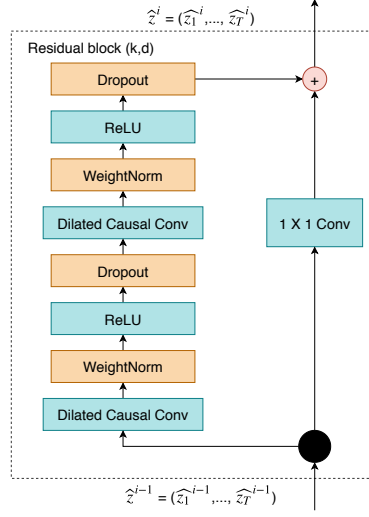 ẑ^i = (ẑ_1^i,..., ẑ_T^i)
Residual block (k,d)
Dropout
+
ReLU
WeightNorm
1 X 1 Conv
Dilated Causal Conv
Dropout
ReLU
WeightNorm
Dilated Causal Conv
ẑ^{i-1} = (ẑ_1^{i-1},..., ẑ_T^{i-1})